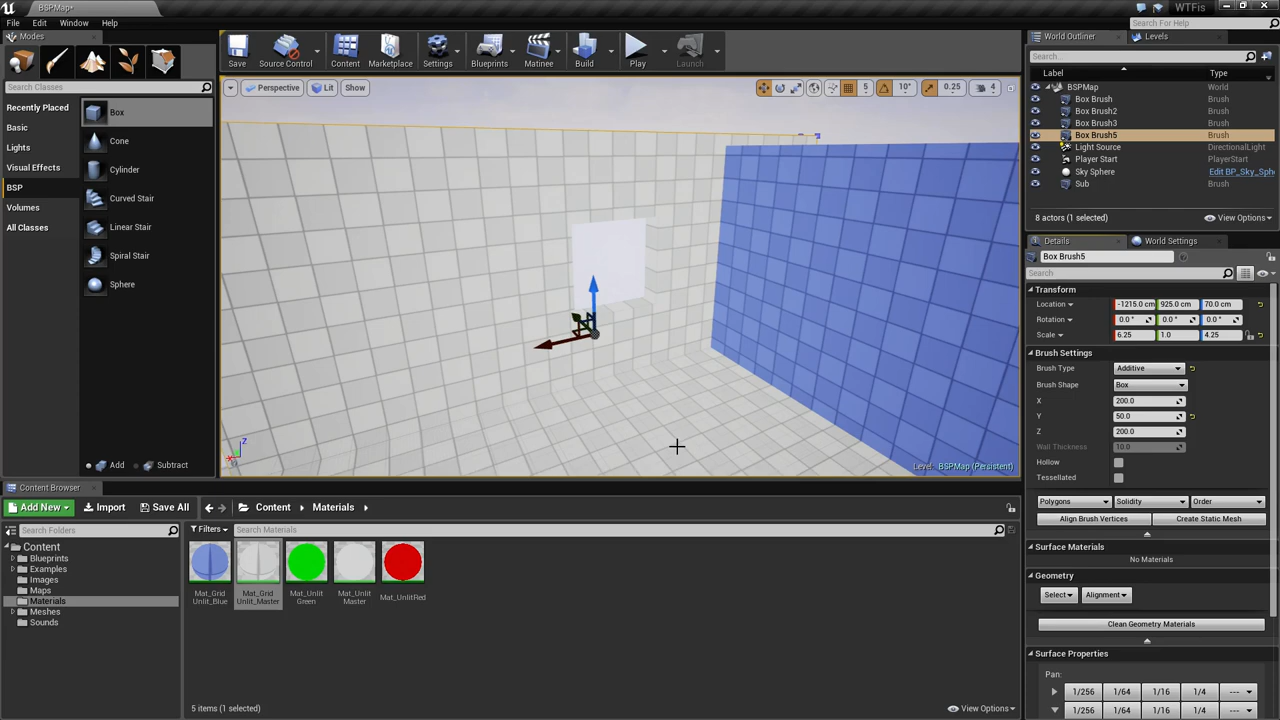 BSPMap*
WTFis
File Edit Window Help
Search For Help
Modes
Search Classes
Recently Placed
Basic
Lights
Visual Effects
BSP
Volumes
All Classes
Box
Cone
Cylinder
Curved Stair
Linear Stair
Spiral Stair
Sphere
Add Subtract
Save Source Control Content Marketplace Settings Blueprints Matinee Build Play Launch
Perspective Lit Show
5 10° 0.25 4
Z
Level: BSPMap (Persistent)
World Outliner Levels
Search...
Label Type
BSPMap World
Box Brush Brush
Box Brush2 Brush
Box Brush3 Brush
Box Brush5 Brush
Light Source DirectionalLight
Player Start PlayerStart
Sky Sphere Edit BP_Sky_Sph
Sub Brush
8 actors (1 selected) View Options
Details World Settings
Box Brush5
Search
Transform
Location -1215.0 cm 925.0 cm 70.0 cm
Rotation 0.0 ° 0.0 ° 0.0 °
Scale 6.25 1.0 4.25
Brush Settings
Brush Type Additive
Brush Shape Box
X 200.0
Y 50.0
Z 200.0
Wall Thickness 10.0
Hollow
Tessellated
Polygons Solidity Order
Align Brush Vertices Create Static Mesh
Surface Materials
No Materials
Geometry
Select Alignment
Clean Geometry Materials
Surface Properties
Pan:
1/256 1/64 1/16 1/4 ---
1/256 1/64 1/16 1/4 ---
Content Browser
Add New Import Save All Content Materials
Search Folders
Filters Search Materials
Content
Blueprints
Examples
Images
Maps
Materials
Meshes
Sounds
Mat_Grid
Unlit_Blue
Mat_Grid
Unlit_Master
Mat_Unlit
Green
Mat_Unlit
Master
Mat_UnlitRed
5 items (1 selected) View Options